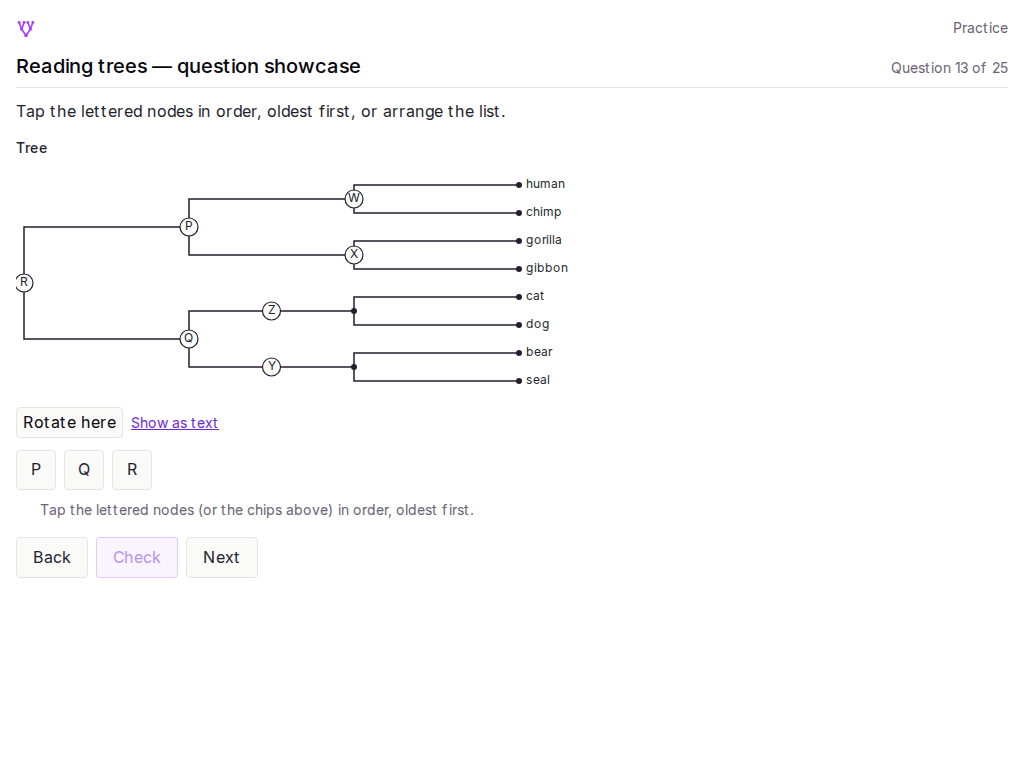 Practice
Reading trees — question showcase
Question 13 of 25
Tap the lettered nodes in order, oldest first, or arrange the list.
Tree
human
W
chimp
P
gorilla
X
gibbon
R
cat
Z
dog
Q
bear
Y
seal
Rotate here Show as text
P Q R
Tap the lettered nodes (or the chips above) in order, oldest first.
Back Check Next